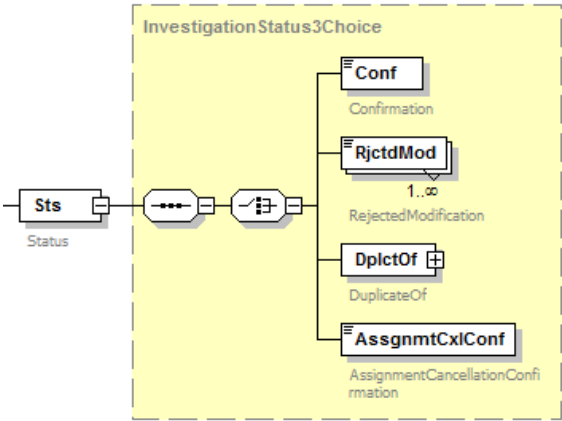 InvestigationStatus3Choice
Conf
Confirmation
RjctdMod
1..∞
RejectedModification
Sts
Status
DplctOf
DuplicateOf
AssgnmtCxlConf
AssignmentCancellationConfi
rmation